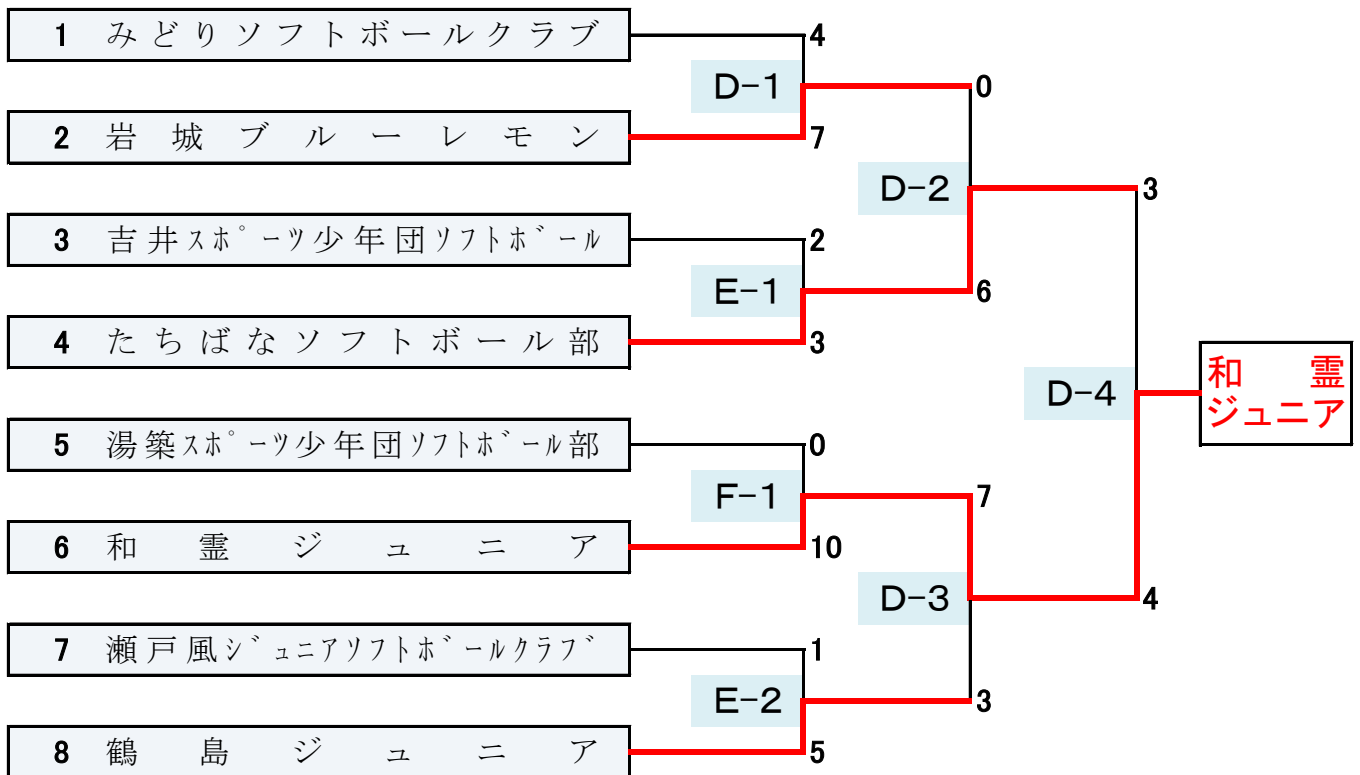 1 みどりソフトボールクラブ
4
D-1
0
2 岩城ブルーレモン
7
D-2
3
3 吉井スポーツ少年団ソフトボール
2
E-1
6
4 たちばなソフトボール部
3
D-4
和霊
ジュニア
5 湯築スポーツ少年団ソフトボール部
0
F-1
7
6 和霊ジュニア
10
D-3
4
7 瀬戸風ジュニアソフトボールクラブ
1
E-2
3
8 鶴島ジュニア
5